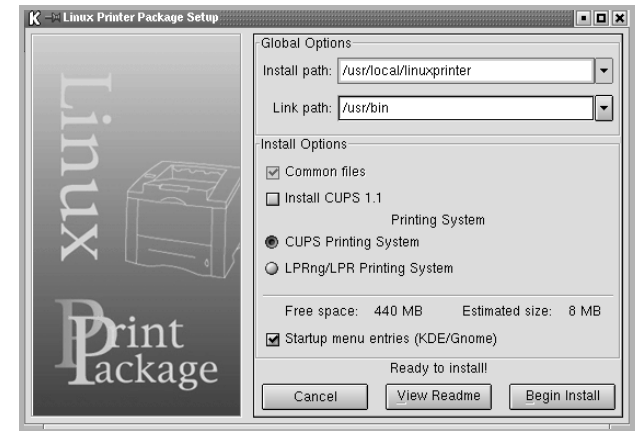 Linux Printer Package Setup
Linux
Print
Package
Global Options
Install path: /usr/local/linuxprinter
Link path: /usr/bin
Install Options
Common files
Install CUPS 1.1
Printing System
CUPS Printing System
LPRng/LPR Printing System
Free space: 440 MB Estimated size: 8 MB
Startup menu entries (KDE/Gnome)
Ready to install!
Cancel View Readme Begin Install